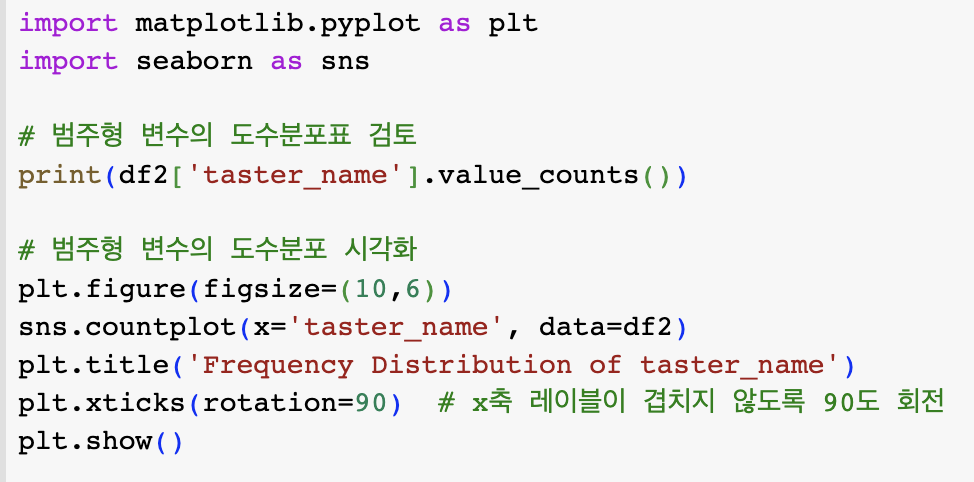 import matplotlib.pyplot as plt
import seaborn as sns
# 범주형 변수의 도수분포표 검토
print(df2['taster_name'].value_counts())
# 범주형 변수의 도수분포 시각화
plt.figure(figsize=(10,6))
sns.countplot(x='taster_name', data=df2)
plt.title('Frequency Distribution of taster_name')
plt.xticks(rotation=90)  # x축 레이블이 겹치지 않도록 90도 회전
plt.show()